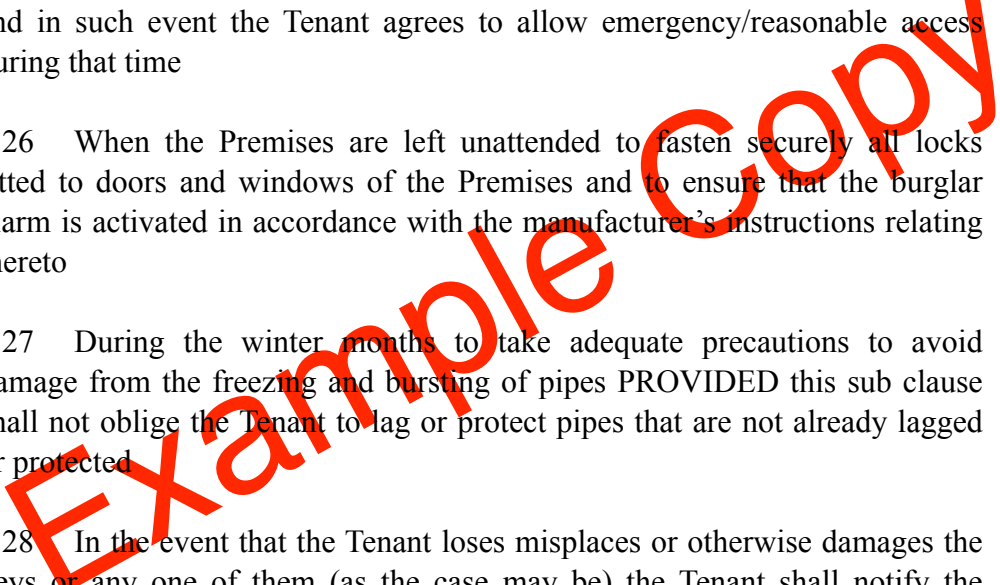 nd in such event the Tenant agrees to allow emergency/reasonable access
uring that time
26 When the Premises are left unattended to fasten securely all locks
tted to doors and windows of the Premises and to ensure that the burglar
arm is activated in accordance with the manufacturer's instructions relating
hereto
27 During the winter months to take adequate precautions to avoid
amage from the freezing and bursting of pipes PROVIDED this sub clause
hall not oblige the Tenant to lag or protect pipes that are not already lagged
r protected
28 In the event that the Tenant loses misplaces or otherwise damages the
eys or any one of them (as the case may be) the Tenant shall notify the
Example Copy